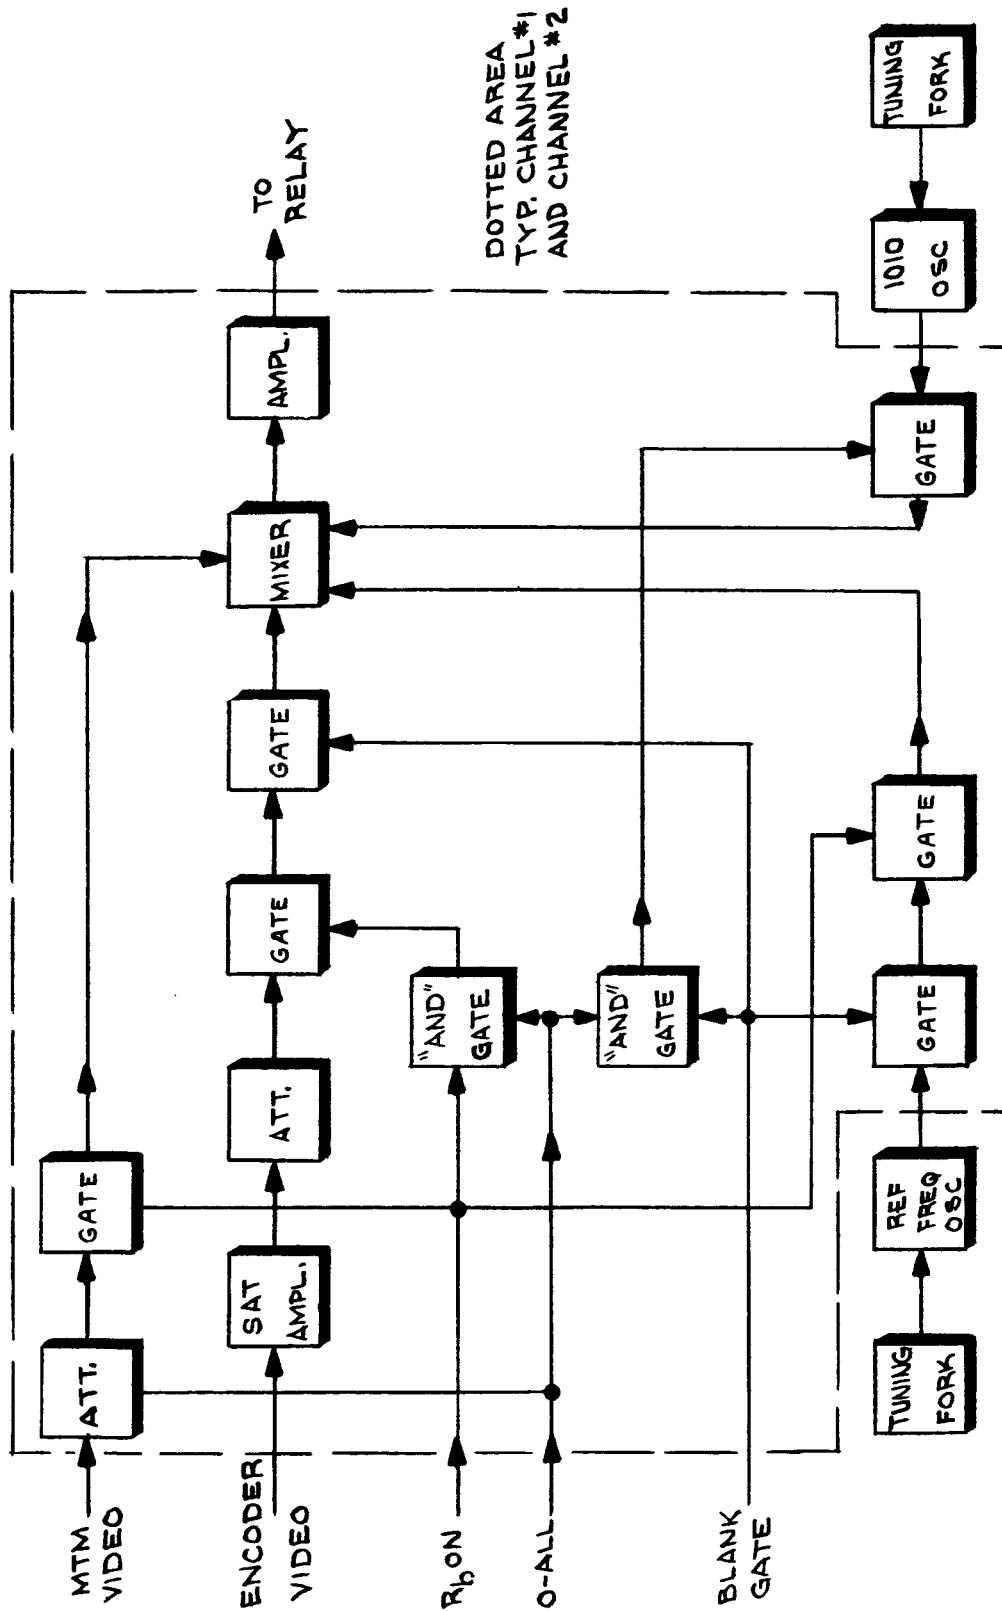 MTM
VIDEO
ATT.
GATE
ENCODER
VIDEO
SAT
AMPL.
ATT.
GATE
GATE
MIXER
AMPL.
TO
RELAY
RbON
"AND"
GATE
O-ALL
"AND"
GATE
BLANK
GATE
DOTTED AREA
TYP. CHANNEL #1
AND CHANNEL #2
TUNING
FORK
REF
FREQ
OSC
GATE
GATE
GATE
1010
OSC
TUNING
FORK